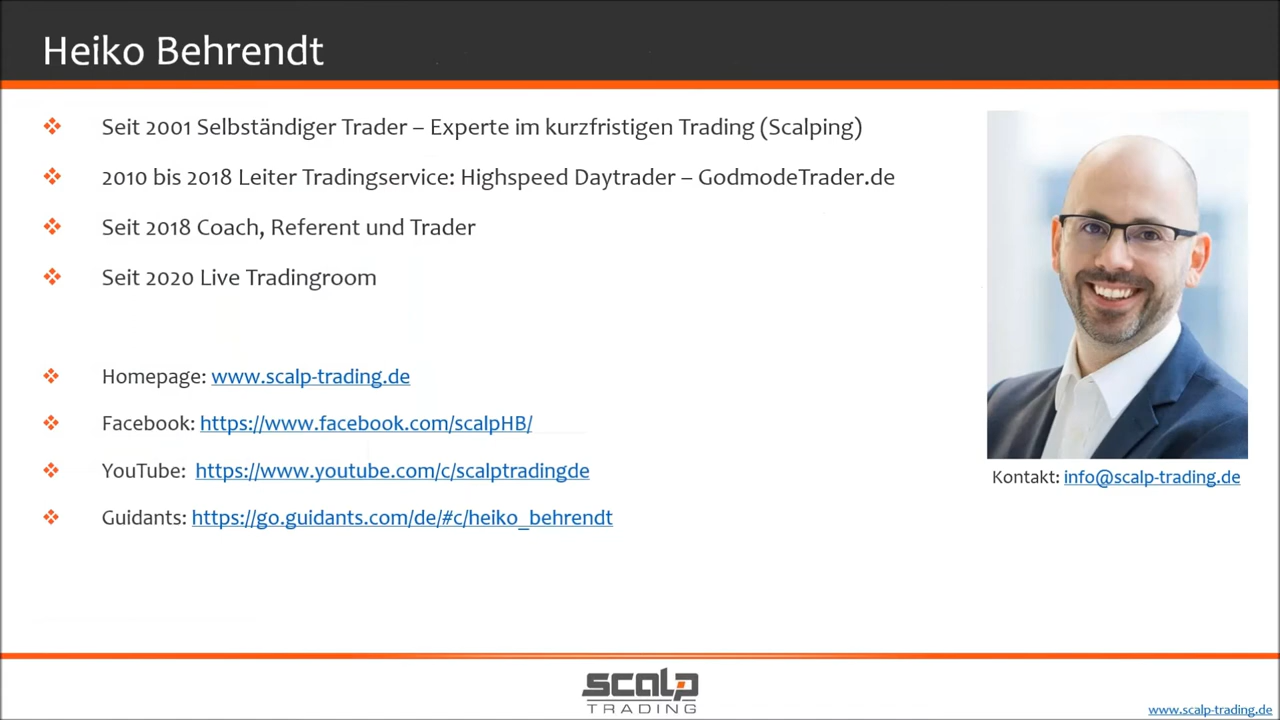 Heiko Behrendt
Seit 2001 Selbständiger Trader – Experte im kurzfristigen Trading (Scalping)
2010 bis 2018 Leiter Tradingservice: Highspeed Daytrader – GodmodeTrader.de
Seit 2018 Coach, Referent und Trader
Seit 2020 Live Tradingroom
Homepage: www.scalp-trading.de
Facebook: https://www.facebook.com/scalpHB/
YouTube: https://www.youtube.com/c/scalptradingde
Guidants: https://go.guidants.com/de/#c/heiko_behrendt
Kontakt: info@scalp-trading.de
scalp
TRADING
www.scalp-trading.de